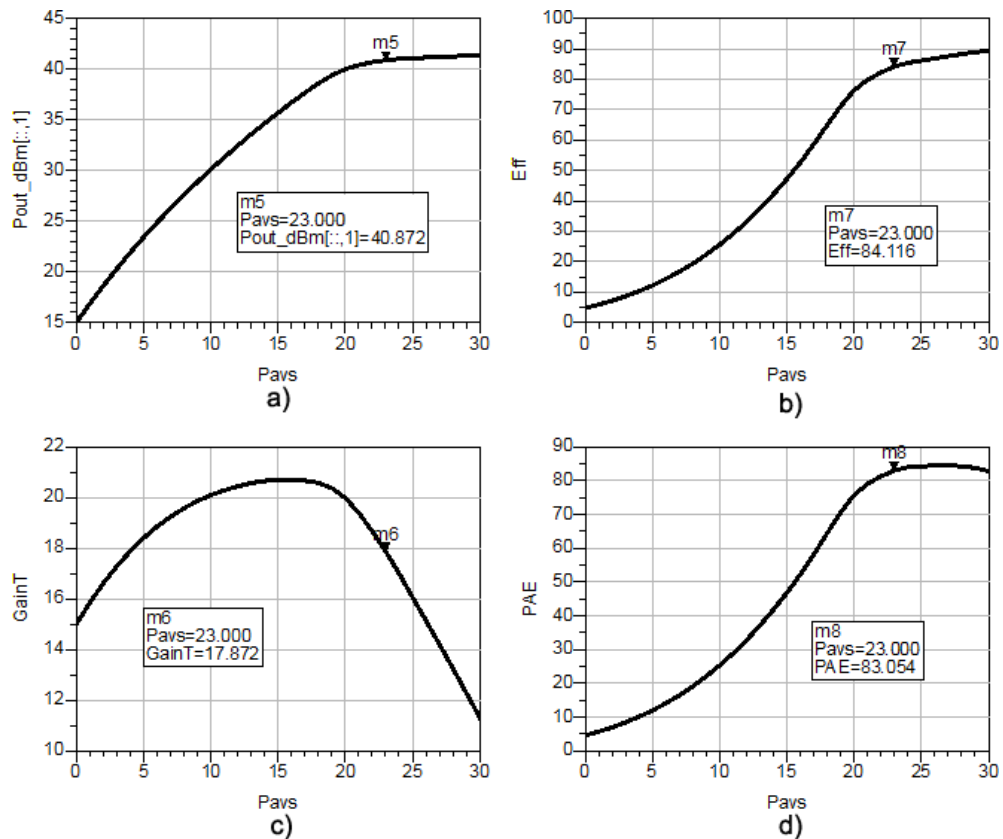 45
40
35
30
25
20
15
Pout_dBm[::,1]
m5
m5
Pavs=23.000
Pout_dBm[::,1]=40.872
0 5 10 15 20 25 30
Pavs
a)
100
90
80
70
60
50
40
30
20
10
0
Eff
m7
m7
Pavs=23.000
Eff=84.116
0 5 10 15 20 25 30
Pavs
b)
22
20
18
16
14
12
10
GainT
m6
m6
Pavs=23.000
GainT=17.872
0 5 10 15 20 25 30
Pavs
c)
90
80
70
60
50
40
30
20
10
0
PAE
m8
m8
Pavs=23.000
PAE=83.054
0 5 10 15 20 25 30
Pavs
d)